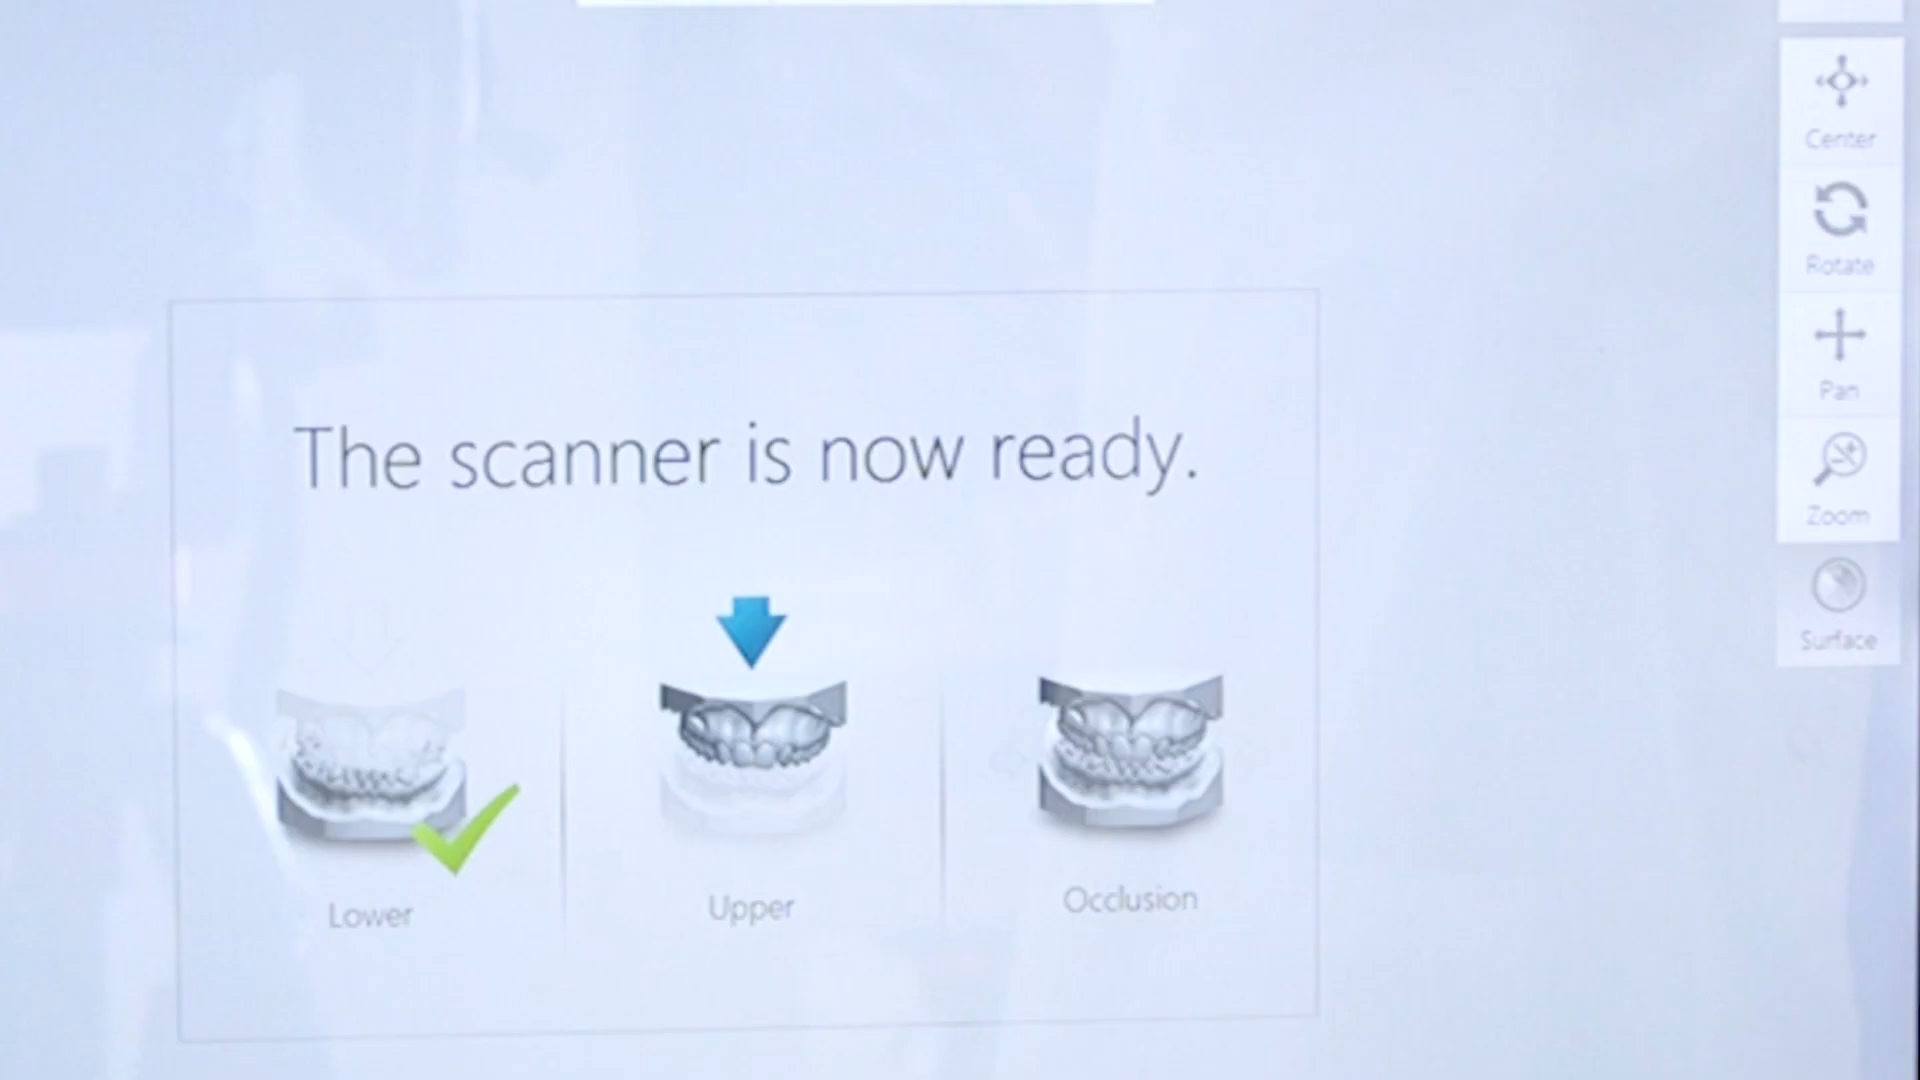 The scanner is now ready.
Lower
Upper
Occlusion
Center
Rotate
Pan
Zoom
Surface